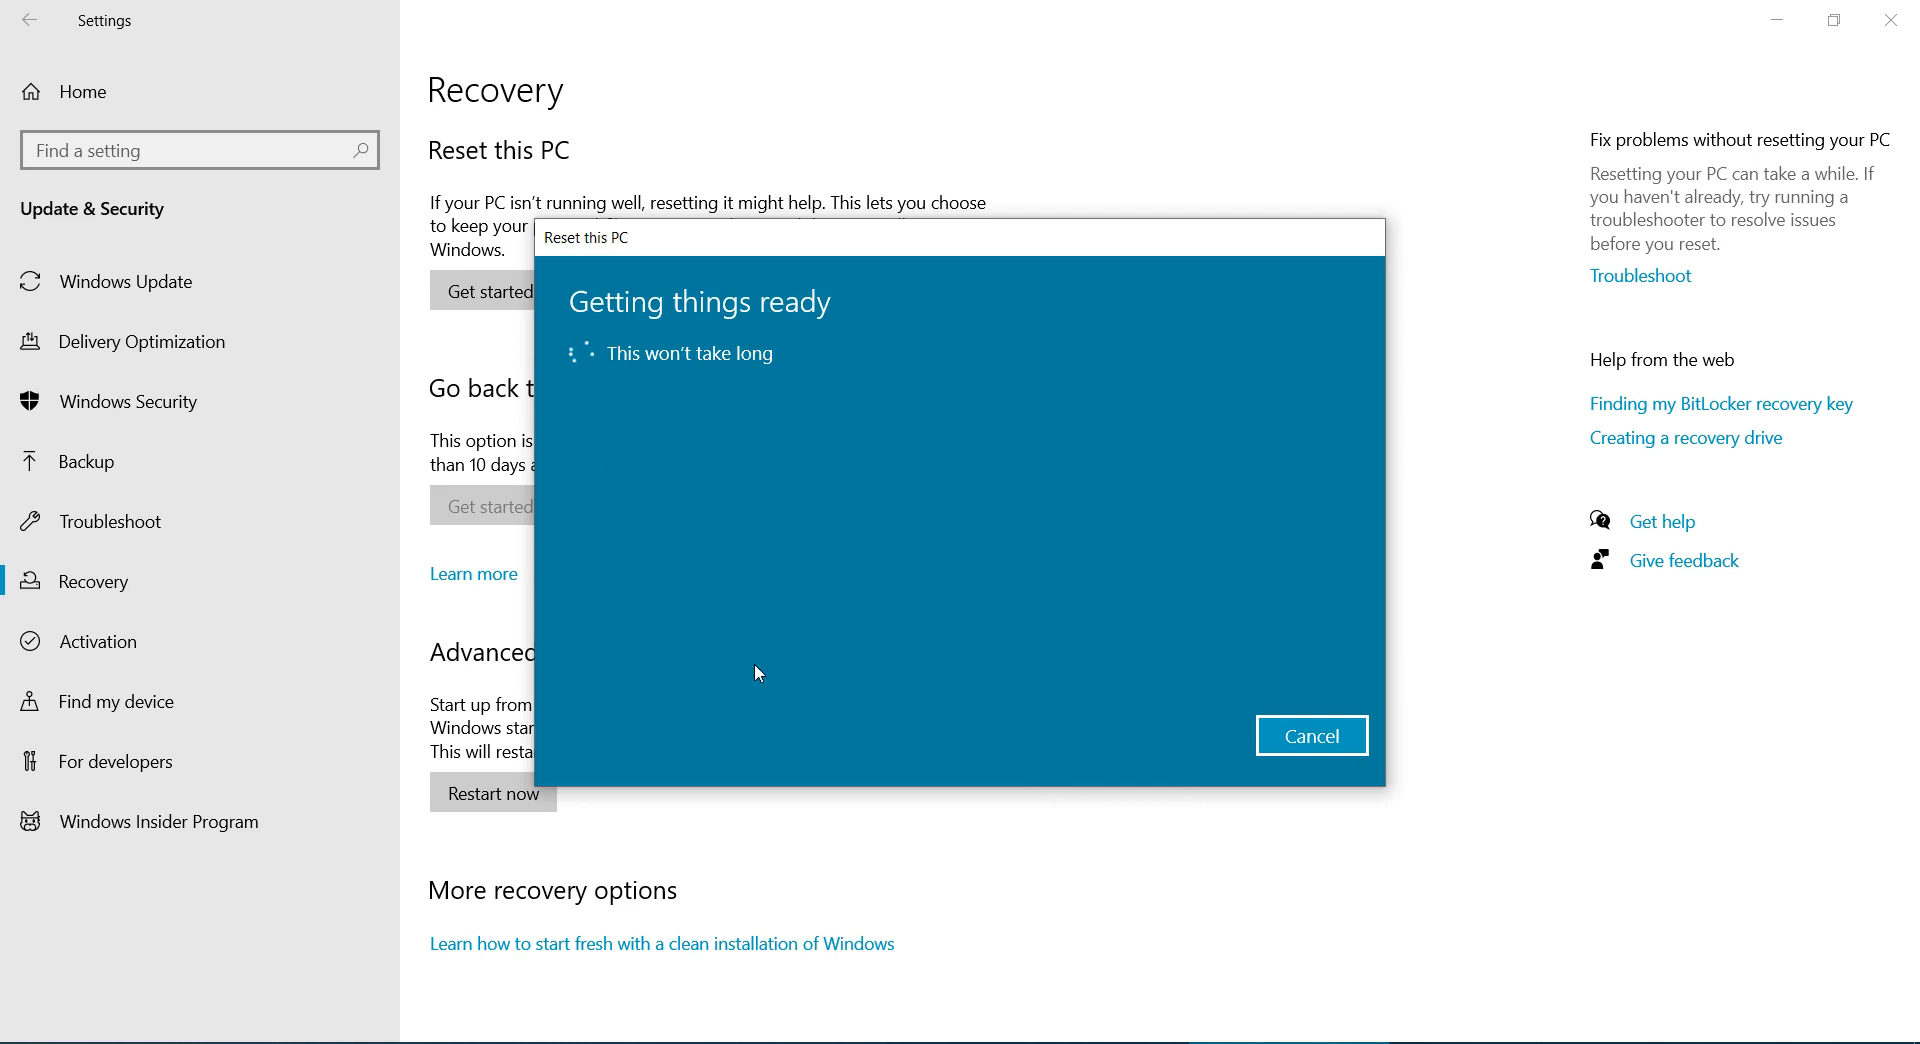 Settings
Home
Find a setting
Update & Security
Windows Update
Delivery Optimization
Windows Security
Backup
Troubleshoot
Recovery
Activation
Find my device
For developers
Windows Insider Program
Recovery
Reset this PC
If your PC isn't running well, resetting it might help. This lets you choose
to keep your
Windows.
Get started
Go back t
This option is
than 10 days a
Get started
Learn more
Advanced
Start up from
Windows star
This will resta
Restart now
More recovery options
Learn how to start fresh with a clean installation of Windows
Reset this PC
Getting things ready
This won't take long
Cancel
Fix problems without resetting your PC
Resetting your PC can take a while. If
you haven't already, try running a
troubleshooter to resolve issues
before you reset.
Troubleshoot
Help from the web
Finding my BitLocker recovery key
Creating a recovery drive
Get help
Give feedback